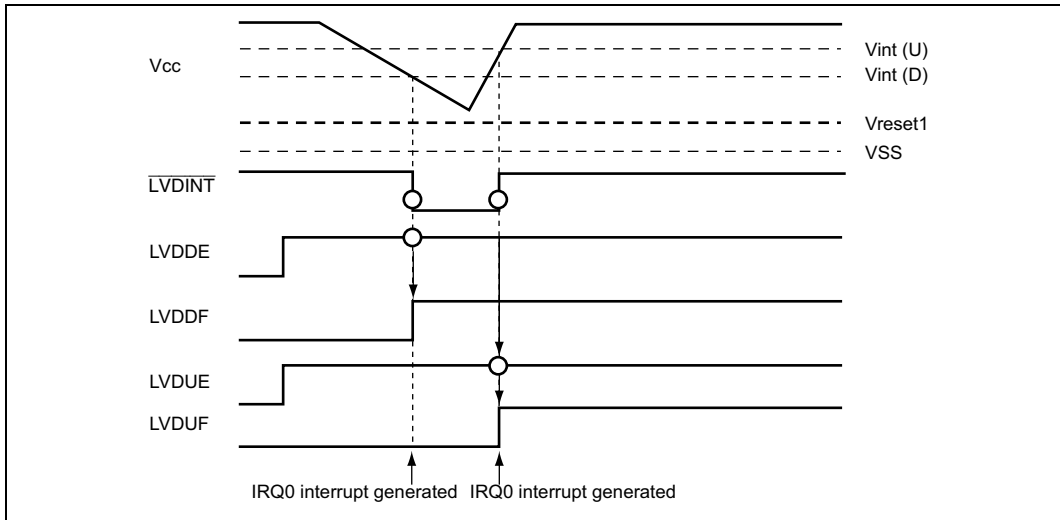 Vcc
Vint (U)
Vint (D)
Vreset1
VSS
LVDINT
LVDDE
LVDDF
LVDUE
LVDUF
IRQ0 interrupt generated
IRQ0 interrupt generated